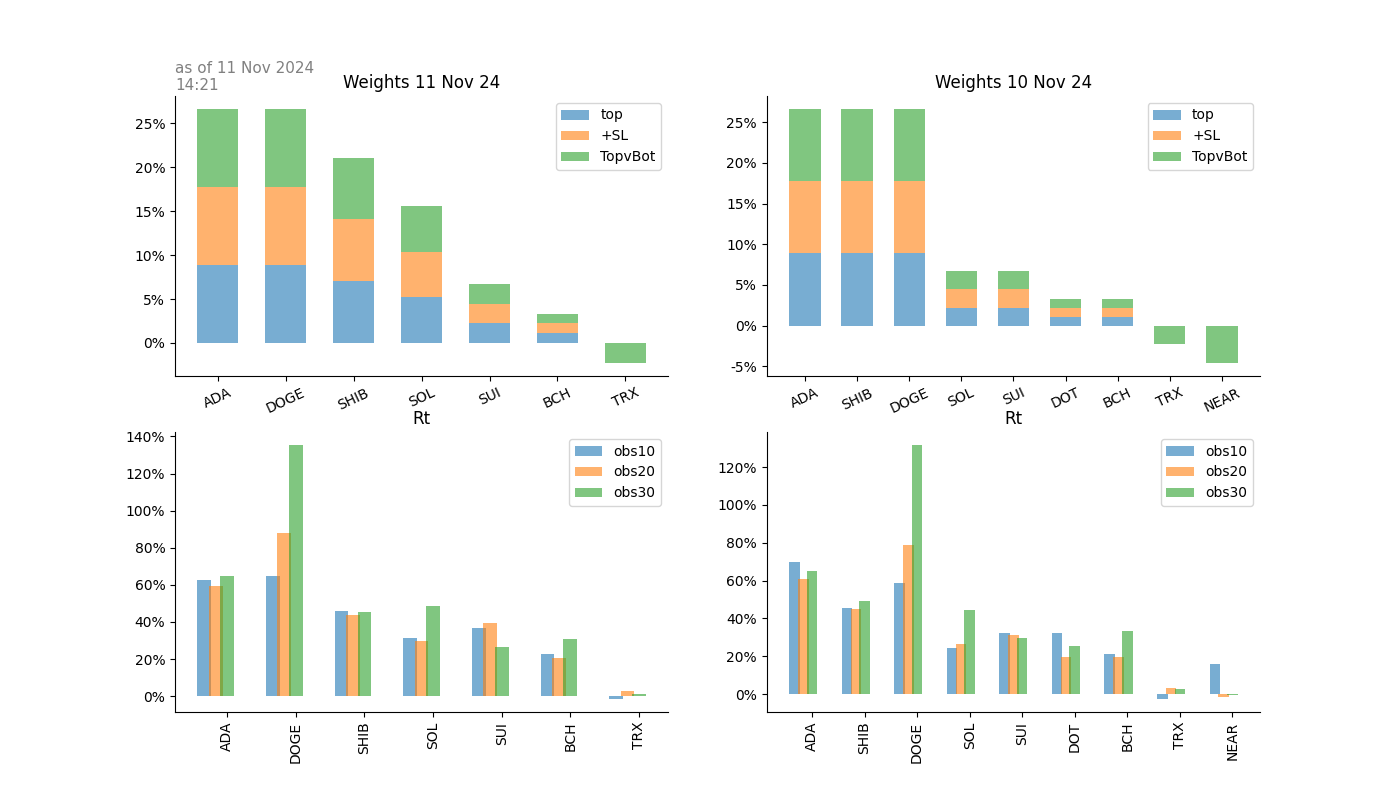 as of 11 Nov 2024
14:21
Weights 11 Nov 24
25%
20%
15%
10%
5%
0%
top
+SL
TopvBot
ADA DOGE SHIB SOL SUI BCH TRX
Weights 10 Nov 24
25%
20%
15%
10%
5%
0%
-5%
top
+SL
TopvBot
ADA SHIB DOGE SOL SUI DOT BCH TRX NEAR
Rt
140%
120%
100%
80%
60%
40%
20%
0%
obs10
obs20
obs30
ADA DOGE SHIB SOL SUI BCH TRX
Rt
120%
100%
80%
60%
40%
20%
0%
obs10
obs20
obs30
ADA SHIB DOGE SOL SUI DOT BCH TRX NEAR